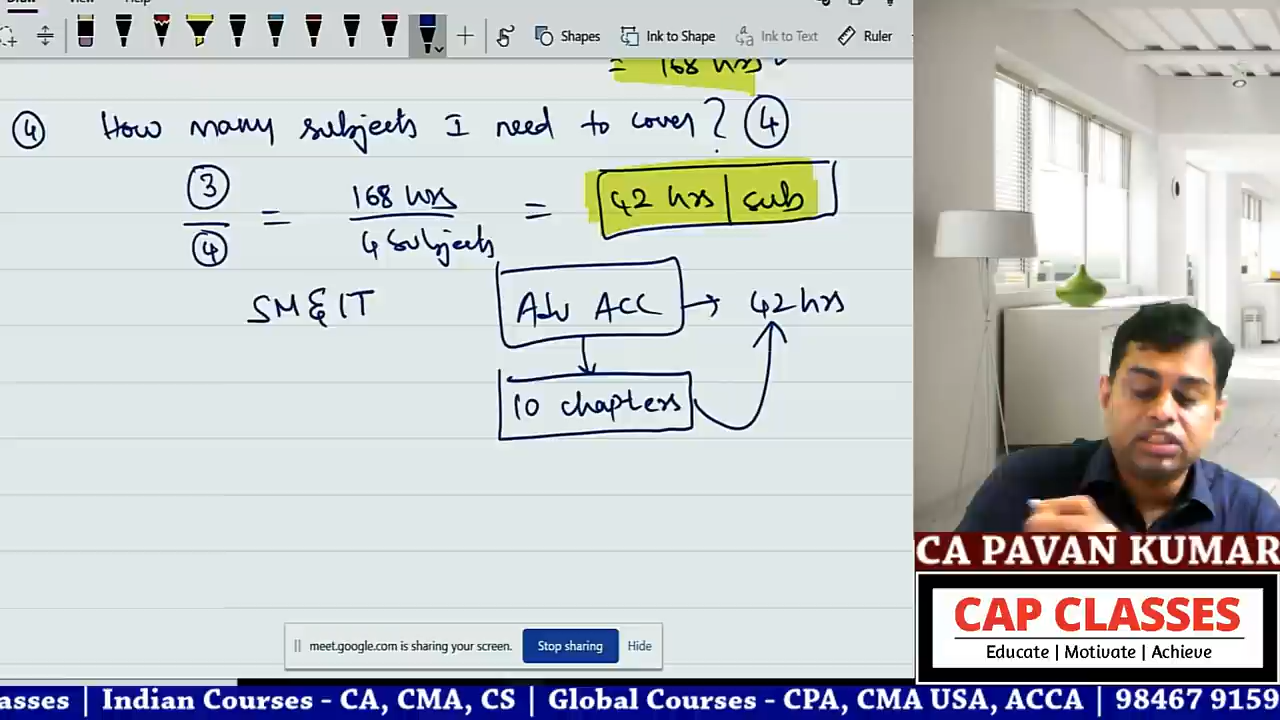 Shapes
Ink to Shape
Ink to Text
Ruler
= 168 hrs
④ How many subjects I need to cover? ④
③/④ = 168 hrs/4 subjects = 42 hrs | sub
SM & IT
Adv ACC → 42 hrs
10 chapters
meet.google.com is sharing your screen.
Stop sharing
Hide
CA PAVAN KUMAR
CAP CLASSES
Educate | Motivate | Achieve
lasses | Indian Courses - CA, CMA, CS | Global Courses - CPA, CMA USA, ACCA | 98467 9159